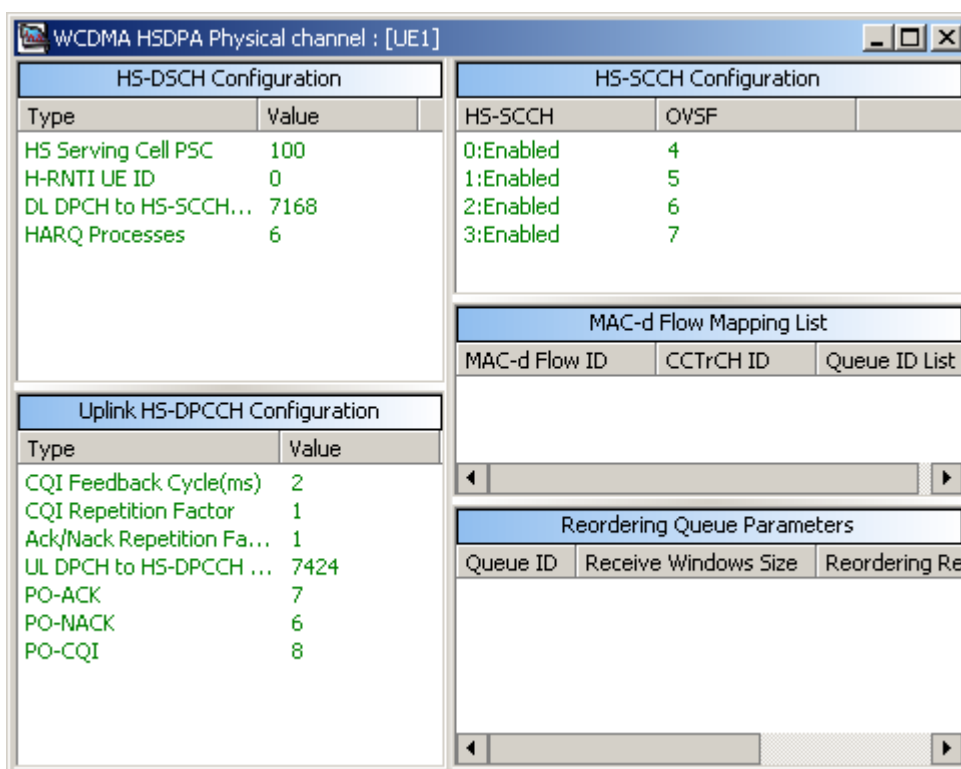 WCDMA HSDPA Physical channel : [UE1]
HS-DSCH Configuration
Type Value
HS Serving Cell PSC 100
H-RNTI UE ID 0
DL DPCH to HS-SCCH... 7168
HARQ Processes 6
Uplink HS-DPCCH Configuration
Type Value
CQI Feedback Cycle(ms) 2
CQI Repetition Factor 1
Ack/Nack Repetition Fa... 1
UL DPCH to HS-DPCCH ... 7424
PO-ACK 7
PO-NACK 6
PO-CQI 8
HS-SCCH Configuration
HS-SCCH OVSF
0:Enabled 4
1:Enabled 5
2:Enabled 6
3:Enabled 7
MAC-d Flow Mapping List
MAC-d Flow ID CCTrCH ID Queue ID List
Reordering Queue Parameters
Queue ID Receive Windows Size Reordering Re